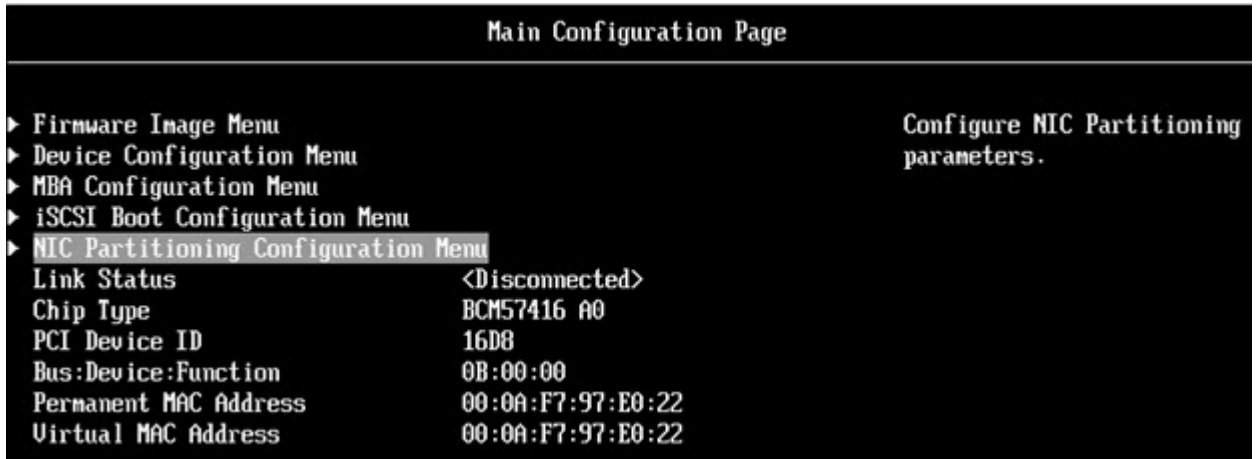 Main Configuration Page
Firmware Image Menu
Device Configuration Menu
MBA Configuration Menu
iSCSI Boot Configuration Menu
NIC Partitioning Configuration Menu
Link Status <Disconnected>
Chip Type BCM57416 A0
PCI Device ID 16D8
Bus:Device:Function 0B:00:00
Permanent MAC Address 00:0A:F7:97:E0:22
Virtual MAC Address 00:0A:F7:97:E0:22
Configure NIC Partitioning
parameters.